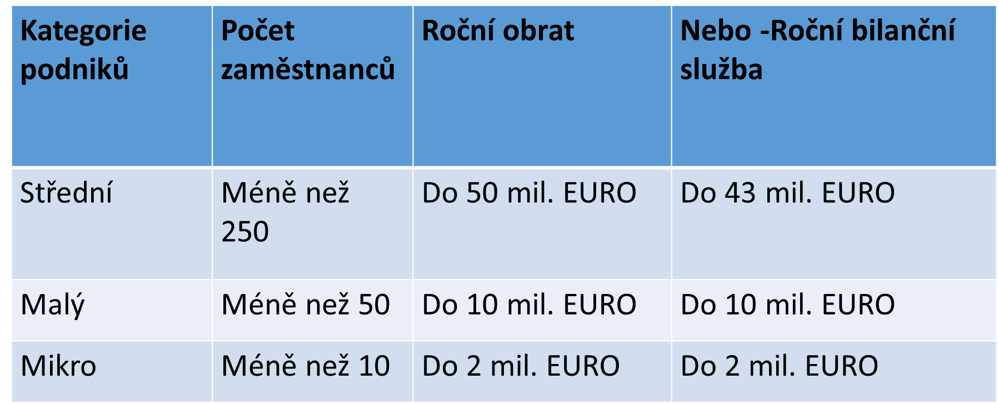 Kategorie
podniků
Počet
zaměstnanců
Roční obrat
Nebo -Roční bilanční
služba
Střední
Méně než
250
Do 50 mil. EURO
Do 43 mil. EURO
Malý
Méně než 50
Do 10 mil. EURO
Do 10 mil. EURO
Mikro
Méně než 10
Do 2 mil. EURO
Do 2 mil. EURO